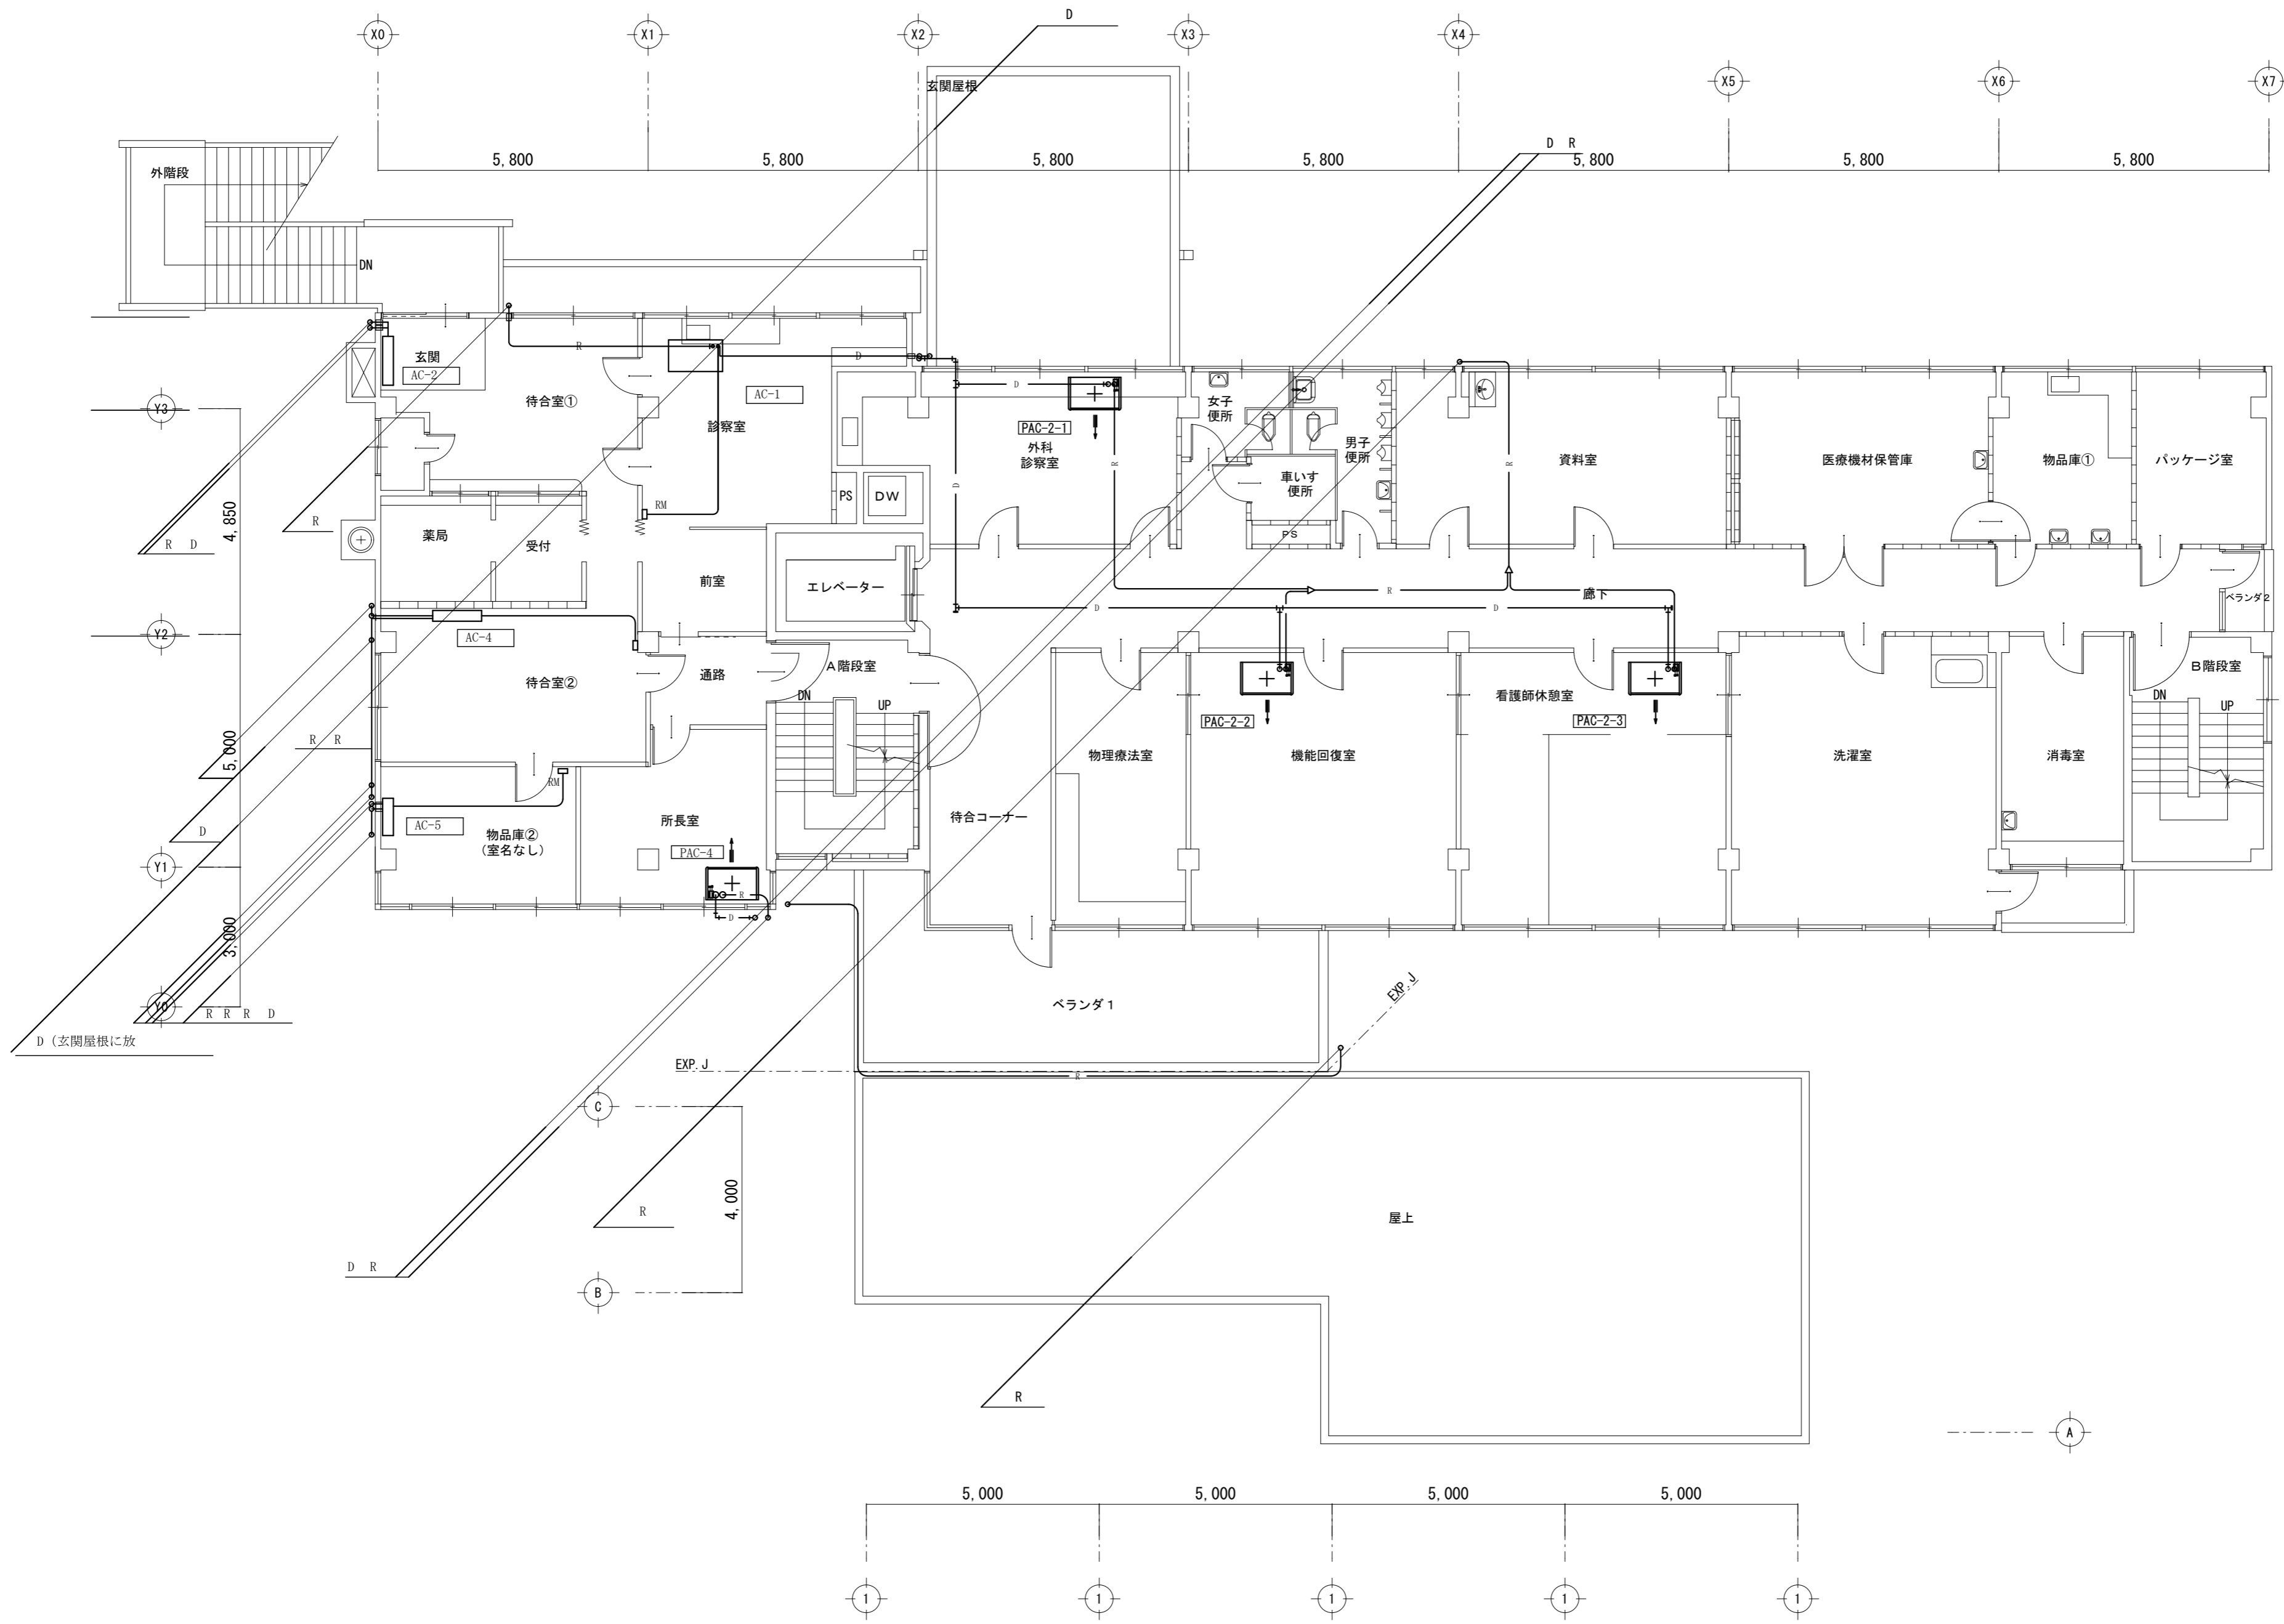 D
X0
X1
X2
X3
X4
X5
X6
X7
玄関屋根
D R
5,800
5,800
5,800
5,800
5,800
5,800
5,800
外階段
DN
玄関
AC-2
R
待合室①
AC-1
診察室
D
D
PAC-2-1
外科
診察室
女子
便所
男子
便所
車いす
便所
PS
資料室
医療機材保管庫
物品庫①
パッケージ室
Y3
4,850
R
R D
薬局
受付
RM
PS
DW
D
R
R
前室
エレベーター
D
R
D
廊下
ベランダ2
Y2
AC-4
待合室②
通路
A階段室
DN
UP
PAC-2-2
看護師休憩室
PAC-2-3
B階段室
DN
UP
5,000
R R
物理療法室
機能回復室
洗濯室
消毒室
RM
D
AC-5
物品庫②
(室名なし)
所長室
PAC-4
待合コーナー
Y1
R
D
3,000
Y0
R R R D
D (玄関屋根に放
ベランダ1
EXP.J
EXP.J
R
C
4,000
R
D R
B
屋上
R
A
5,000
5,000
5,000
5,000
1
1
1
1
1